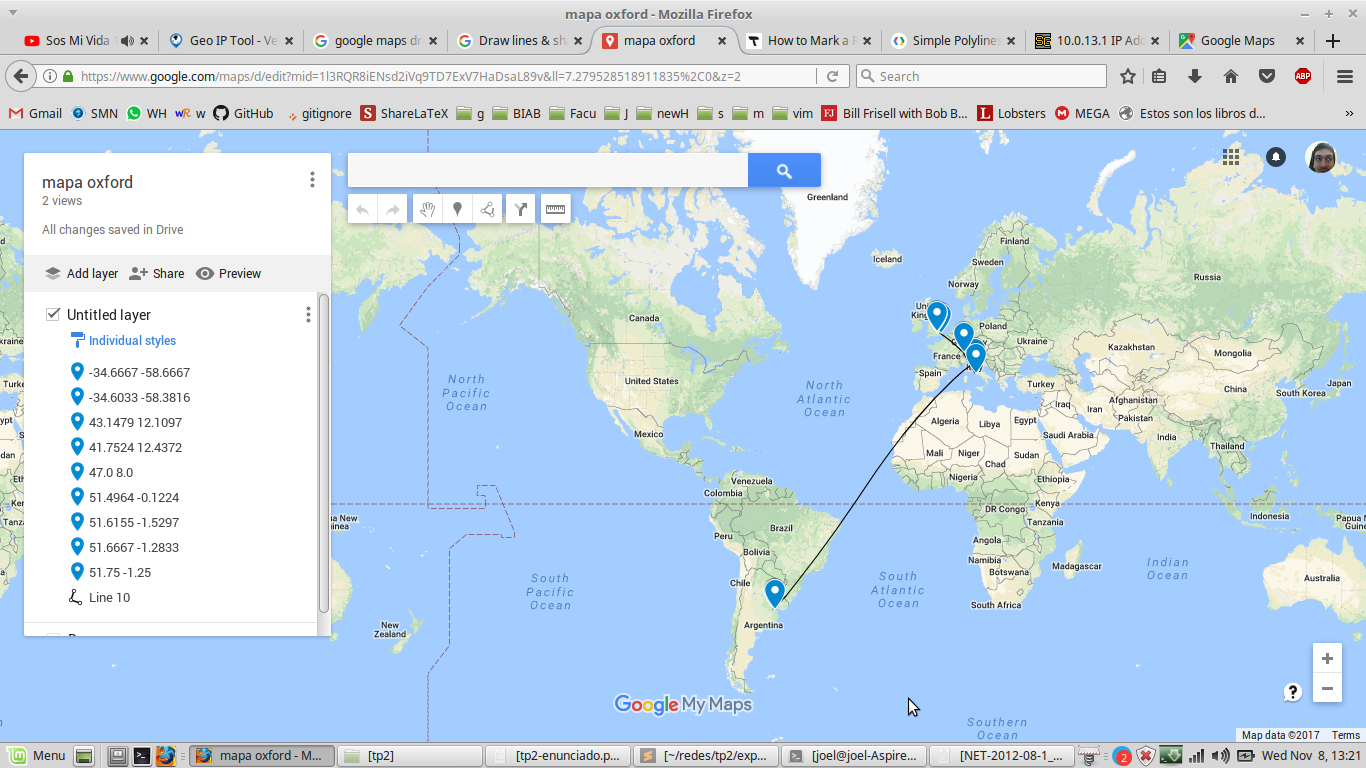 mapa oxford - Mozilla Firefox
Sos Mi Vida
Geo IP Tool - Ve
google maps dr
Draw lines & sh
mapa oxford
How to Mark a
Simple Polylines
10.0.13.1 IP Add
Google Maps
https://www.google.com/maps/d/edit?mid=1l3RQR8iENsd2iVq9TD7ExV7HaDsaL89v&ll=7.279528518911835%2C0&z=2
Search
ABP
Gmail
SMN
WH
wR w
GitHub
gitignore
ShareLaTeX
g
BIAB
Facu
J
newH
s
m
vim
Bill Frisell with Bob B...
Lobsters
MEGA
Estos son los libros d...
»
mapa oxford
2 views
All changes saved in Drive
Add layer
Share
Preview
Untitled layer
Individual styles
-34.6667 -58.6667
-34.6033 -58.3816
43.1479 12.1097
41.7524 12.4372
47.0 8.0
51.4964 -0.1224
51.6155 -1.5297
51.6667 -1.2833
51.75 -1.25
Line 10
Greenland
Iceland
Finland
Sweden
Norway
Russia
Canada
Poland
Ukraine
France
Spain
Kazakhstan
Mongolia
United States
North
Pacific
Ocean
North
Atlantic
Ocean
Turkey
China
Japan
South Korea
Afghanistan
Iraq
Iran
Pakistan
Algeria
Libya
Egypt
Saudi Arabia
India
Mexico
Mali
Niger
Chad
Sudan
Thailand
Venezuela
Colombia
Nigeria
Ethiopia
Kenya
DR Congo
Tanzania
Indonesia
Papua New
Guinea
Brazil
Peru
Bolivia
Angola
Namibia
Botswana
Madagascar
Indian
Ocean
Chile
South
Pacific
Ocean
South
Atlantic
Ocean
Australia
South Africa
Argentina
New
Zealand
Google My Maps
Southern
Ocean
+
−
?
Map data ©2017
Terms
Menu
mapa oxford - M...
[tp2]
[tp2-enunciado.p...
[~/redes/tp2/exp...
[joel@joel-Aspire...
[NET-2012-08-1_...
2
Wed Nov 8, 13:21